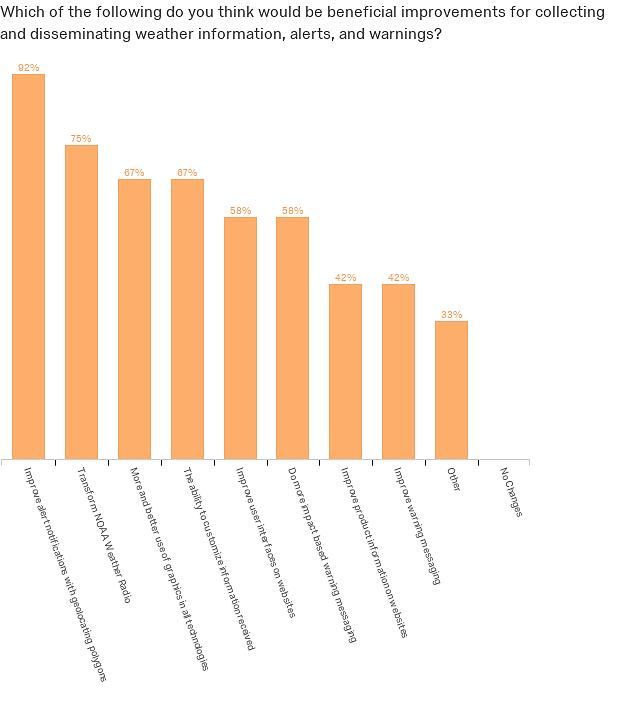 Which of the following do you think would be beneficial improvements for collecting
and disseminating weather information, alerts, and warnings?
92%
75%
67%
67%
58%
58%
42%
42%
33%
Improve alert notifications with geolocating polygons
Transform NOAA Weather Radio
More and better use of graphics in all technologies
The ability to customize information received
Improve user interfaces on websites
Do more impact based warning messaging
Improve product information on websites
Improve warning messaging
Other
No Changes